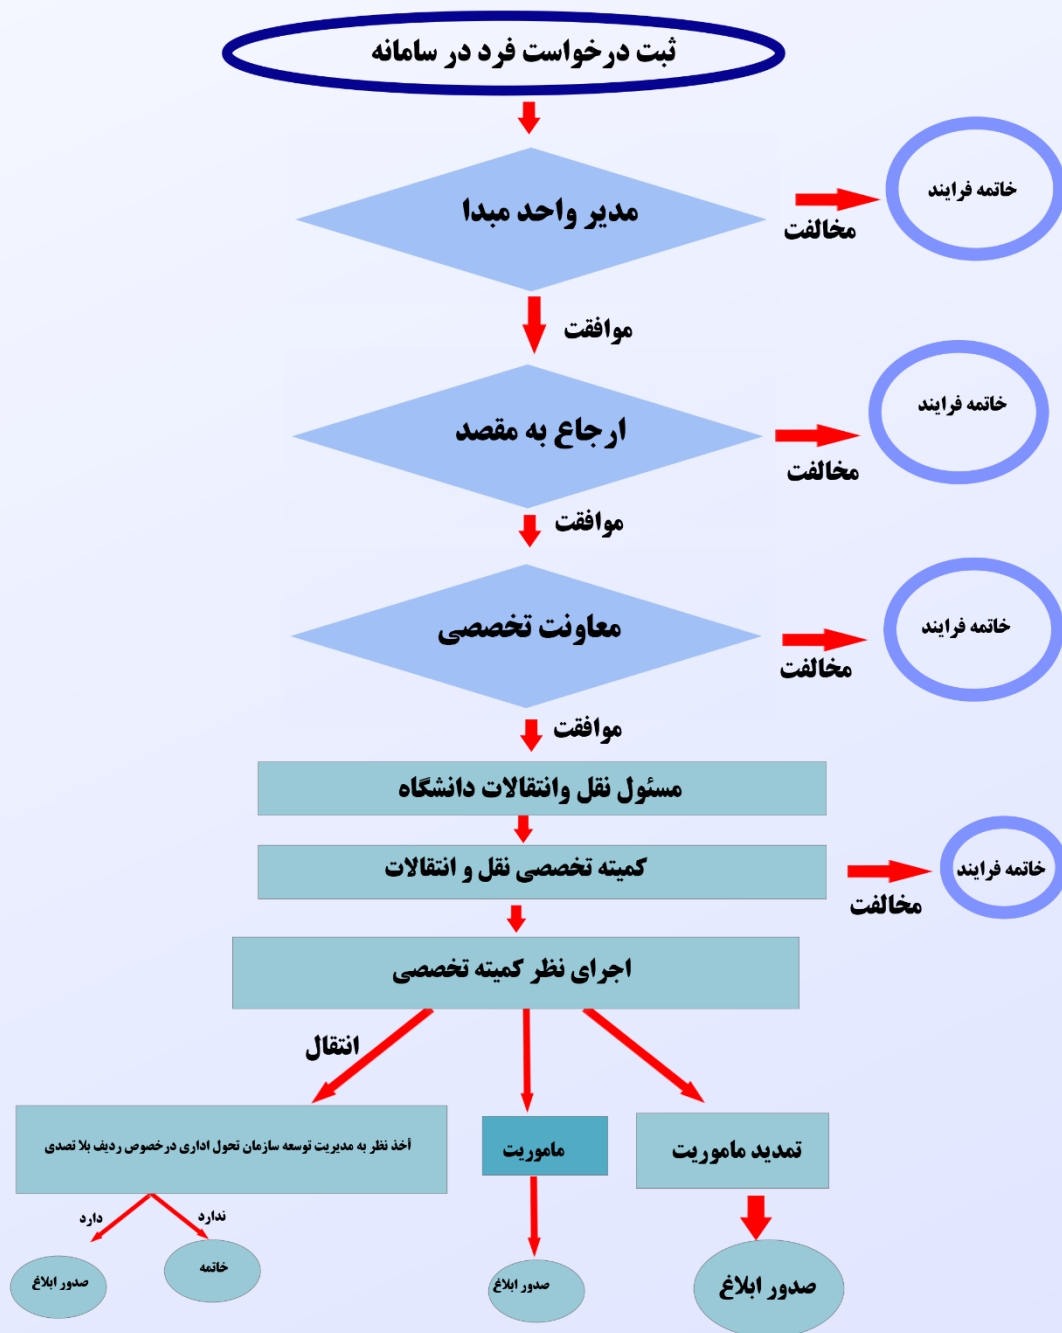 ثبت درخواست فرد در سامانه
مدیر واحد مبدا
مخالفت
خاتمه فرایند
موافقت
ارجاع به مقصد
مخالفت
خاتمه فرایند
موافقت
معاونت تخصصی
مخالفت
خاتمه فرایند
موافقت
مسئول نقل وانتقالات دانشگاه
کمیته تخصصی نقل و انتقالات
مخالفت
خاتمه فرایند
اجرای نظر کمیته تخصصی
انتقال
تمدید ماموریت
ماموریت
أخذ نظر به مدیریت توسعه سازمان تحول اداری درخصوص ردیف بلا تصدی
ندارد
دارد
صدور ابلاغ
صدور ابلاغ
خاتمه
صدور ابلاغ